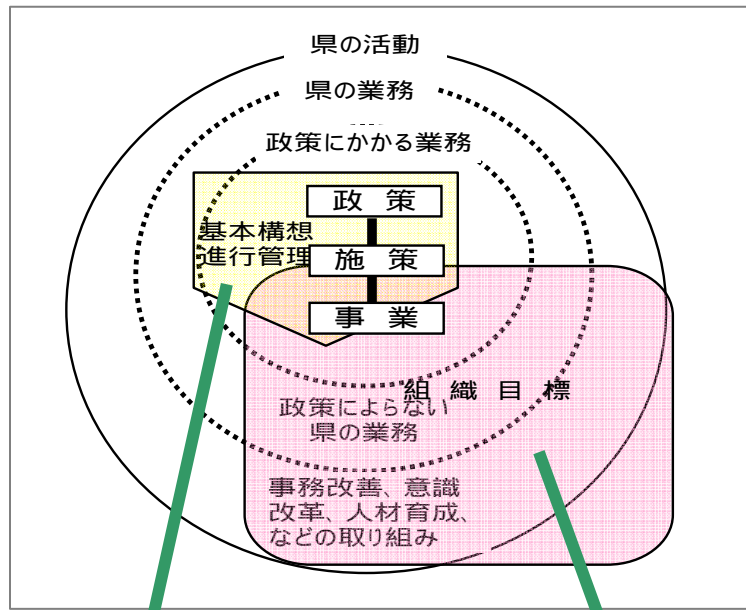 県の活動
県の業務
政策にかかる業務
政策
基本構想
進行管理
施策
事業
組織目標
政策によらない
県の業務
事務改善、意識
改革、人材育成、
などの取り組み